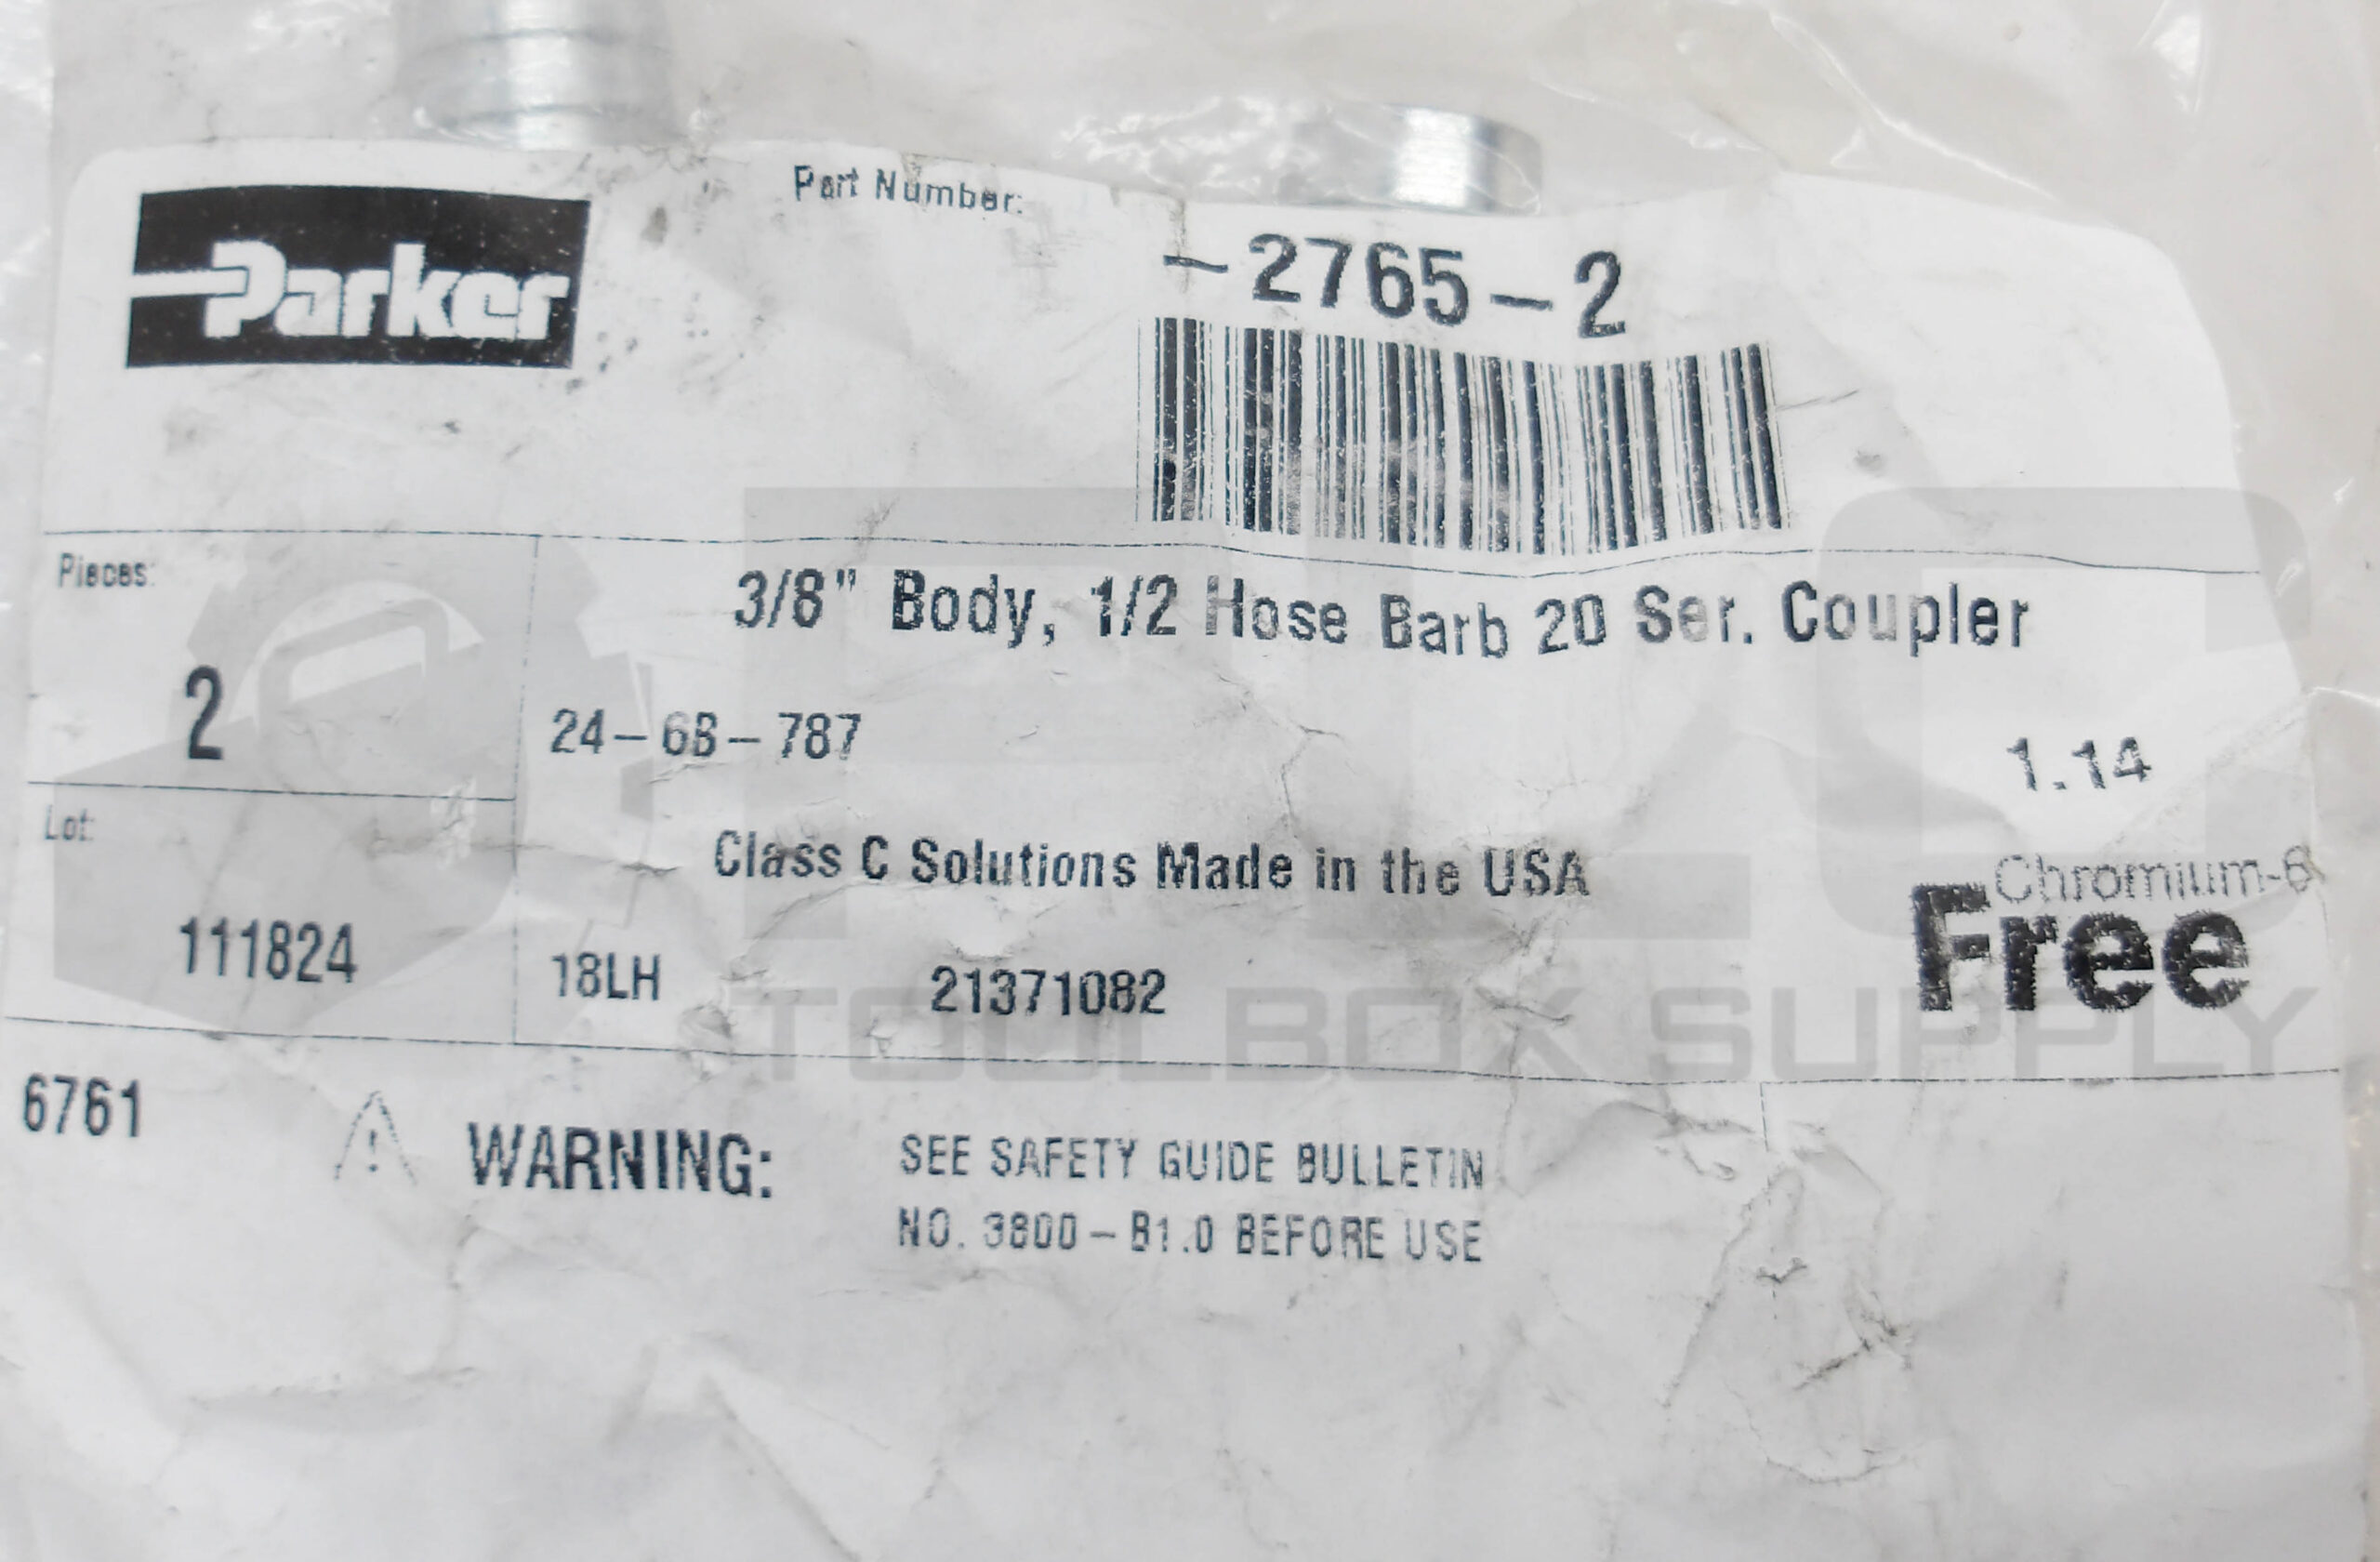 Parker
Part Number:
-2765-2
Pieces:
3/8" Body, 1/2 Hose Barb 20 Ser. Coupler
2
24-6B-787
1.14
Lot:
Class C Solutions Made in the USA
Chromium-6
Free
111824
18LH
21371082
TOOLBOX SUPPLY
6761
WARNING:
SEE SAFETY GUIDE BULLETIN
NO. 3800-B1.0 BEFORE USE